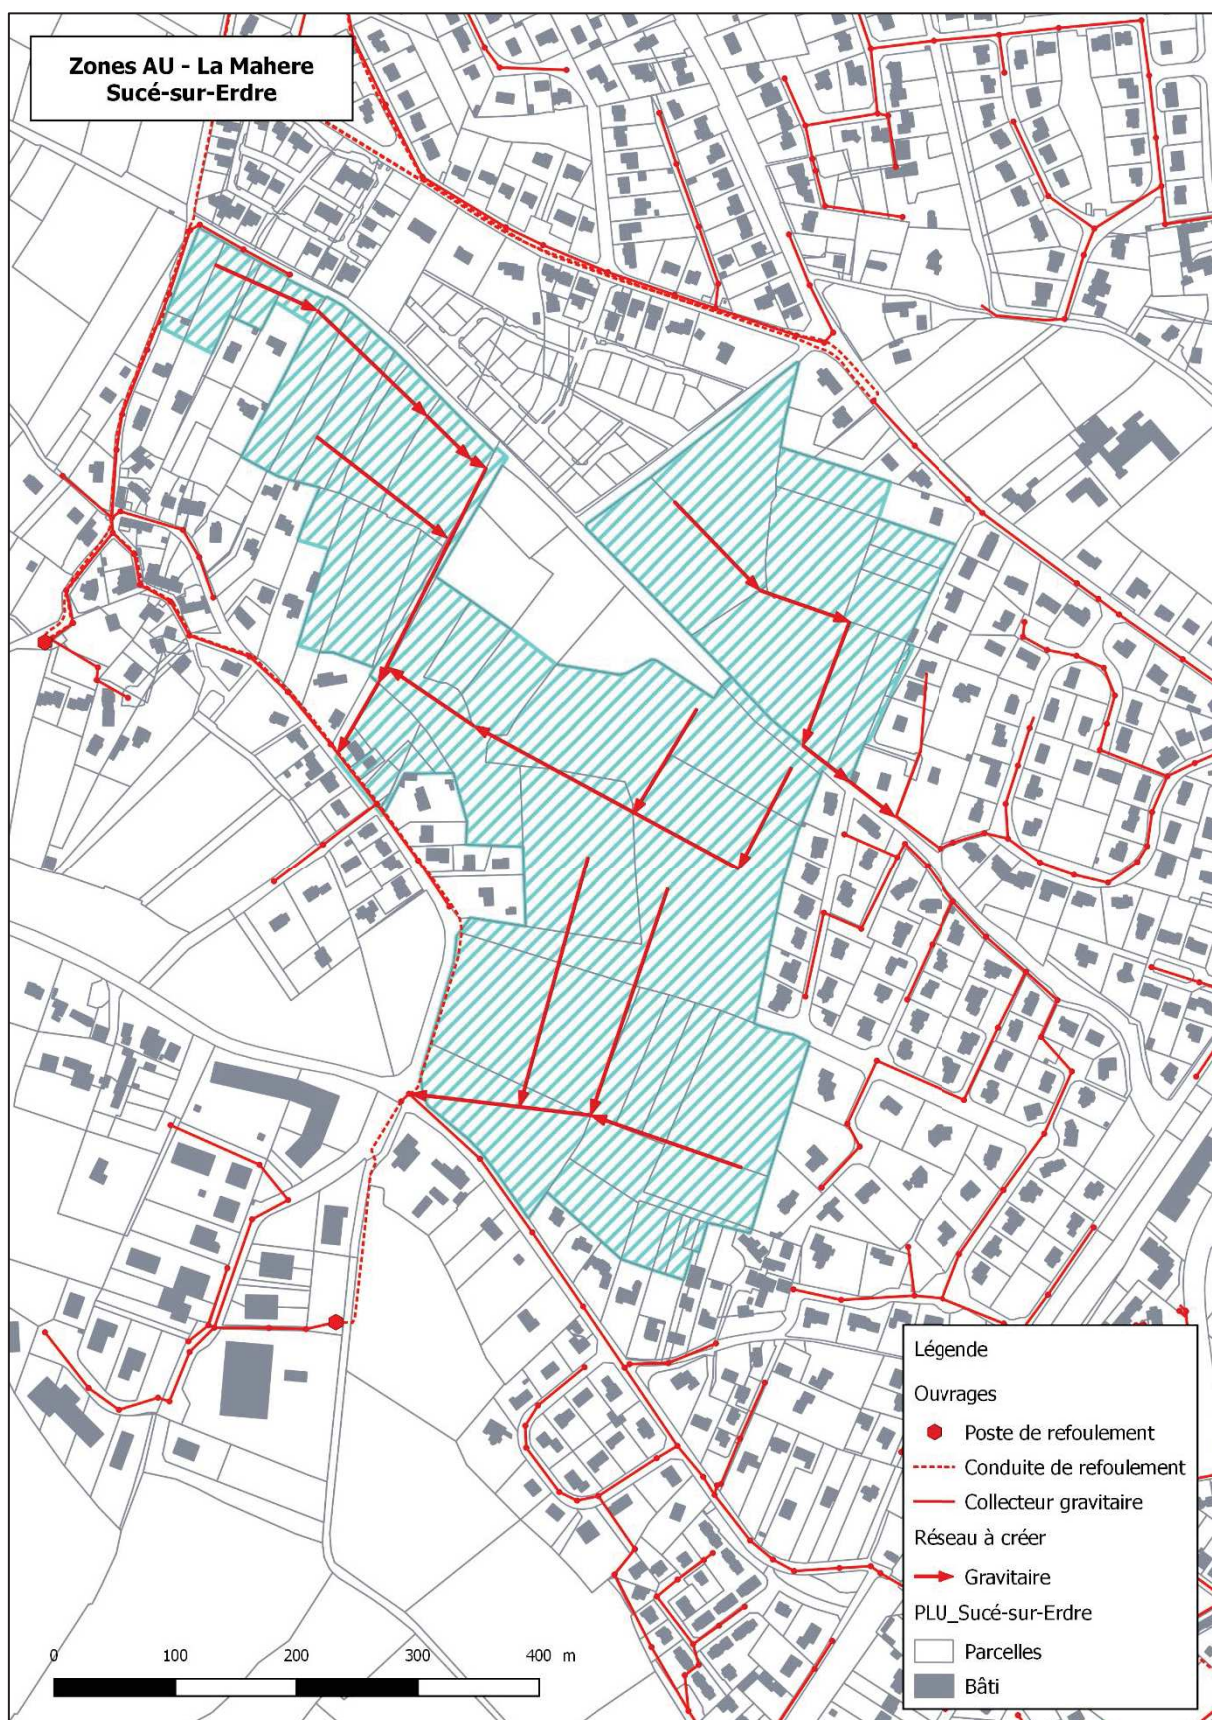 Zones AU - La Mahere
Sucé-sur-Erdre
Légende
Ouvrages
Poste de refoulement
Conduite de refoulement
Collecteur gravitaire
Réseau à créer
Gravitaire
PLU_Sucé-sur-Erdre
Parcelles
Bâti
0 100 200 300 400 m